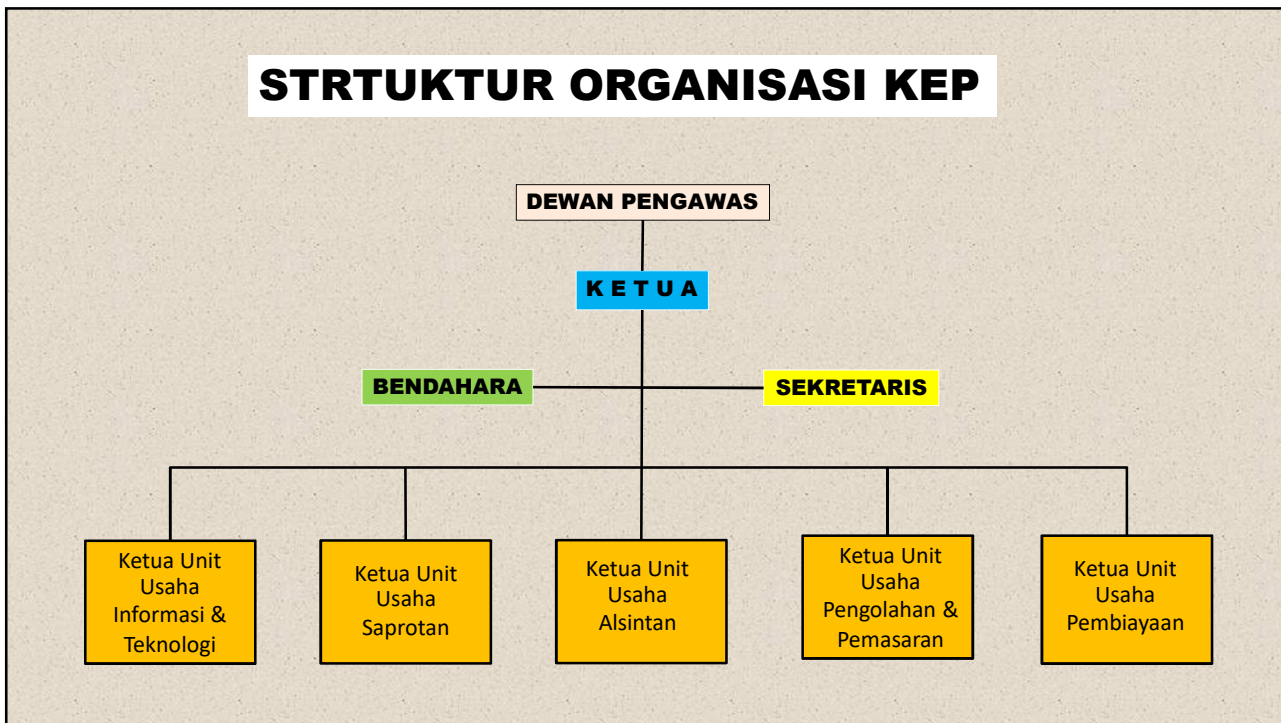 STRTUKTUR ORGANISASI KEP
DEWAN PENGAWAS
K E T U A
BENDAHARA
SEKRETARIS
Ketua Unit
Usaha
Informasi &
Teknologi
Ketua Unit
Usaha
Saprotan
Ketua Unit
Usaha
Alsintan
Ketua Unit
Usaha
Pengolahan &
Pemasaran
Ketua Unit
Usaha
Pembiayaan